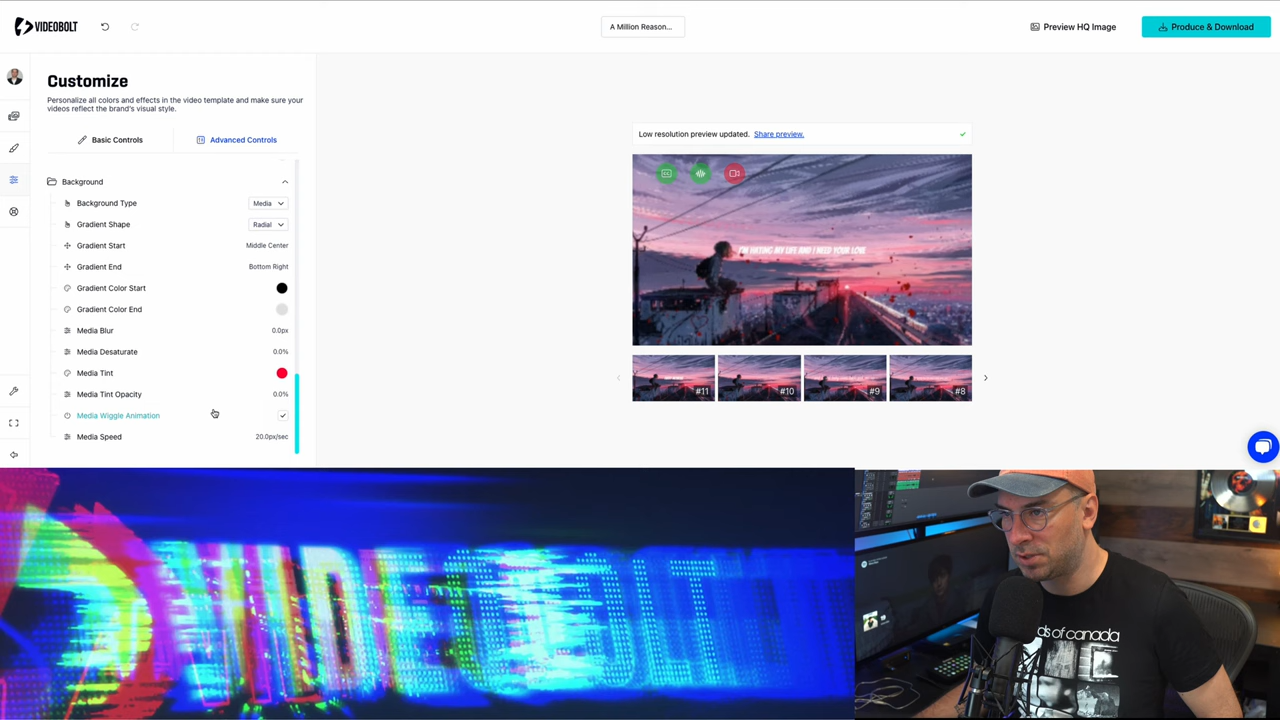 VIDEOBOLT
A Million Reason...
Preview HQ Image
Produce & Download
Customize
Personalize all colors and effects in the video template and make sure your
videos reflect the brand's visual style.
Basic Controls
Advanced Controls
Background
Background Type
Media
Gradient Shape
Radial
Gradient Start
Middle Center
Gradient End
Bottom Right
Gradient Color Start
Gradient Color End
Media Blur
0.0px
Media Desaturate
0.0%
Media Tint
Media Tint Opacity
0.0%
Media Wiggle Animation
Media Speed
20.0px/sec
Low resolution preview updated. Share preview.
I'M HATING MY LIFE AND I NEED YOUR LOVE
#11
#10
#9
#8
VIDEOBOLT
ds of canada